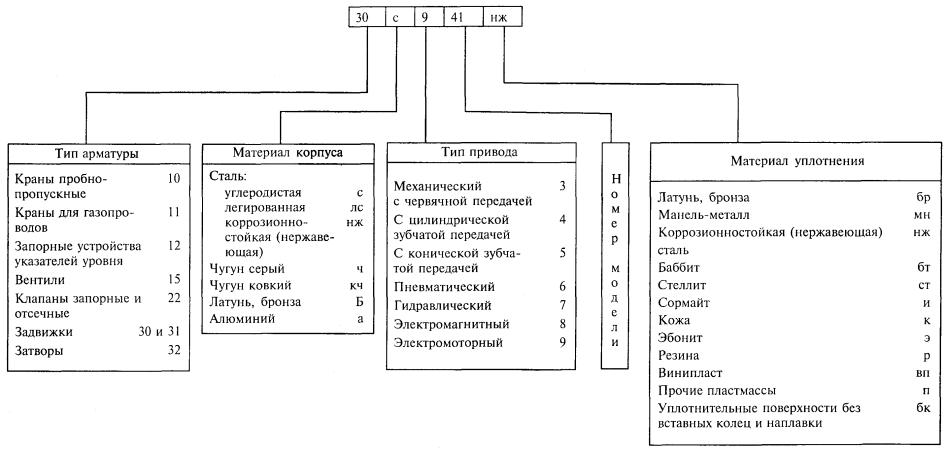 30 с 9 41 нж
Тип арматуры
Краны пробно-
пропускные 10
Краны для газопро-
водов 11
Запорные устройства
указателей уровня 12
Вентили 15
Клапаны запорные и
отсечные 22
Задвижки 30 и 31
Затворы 32
Материал корпуса
Сталь:
углеродистая с
легированная лс
коррозионно- нж
стойкая (нержаве-
ющая)
Чугун серый ч
Чугун ковкий кч
Латунь, бронза Б
Алюминий а
Тип привода
Механический 3
с червячной передачей
С цилиндрической 4
зубчатой передачей
С конической зубча- 5
той передачей
Пневматический 6
Гидравлический 7
Электромагнитный 8
Электромоторный 9
Номер модели
Материал уплотнения
Латунь, бронза бр
Манель-металл мн
Коррозионностойкая (нержавеющая) нж
сталь
Баббит бт
Стеллит ст
Сормайт и
Кожа к
Эбонит э
Резина р
Винипласт вп
Прочие пластмассы п
Уплотнительные поверхности без бк
вставных колец и наплавки